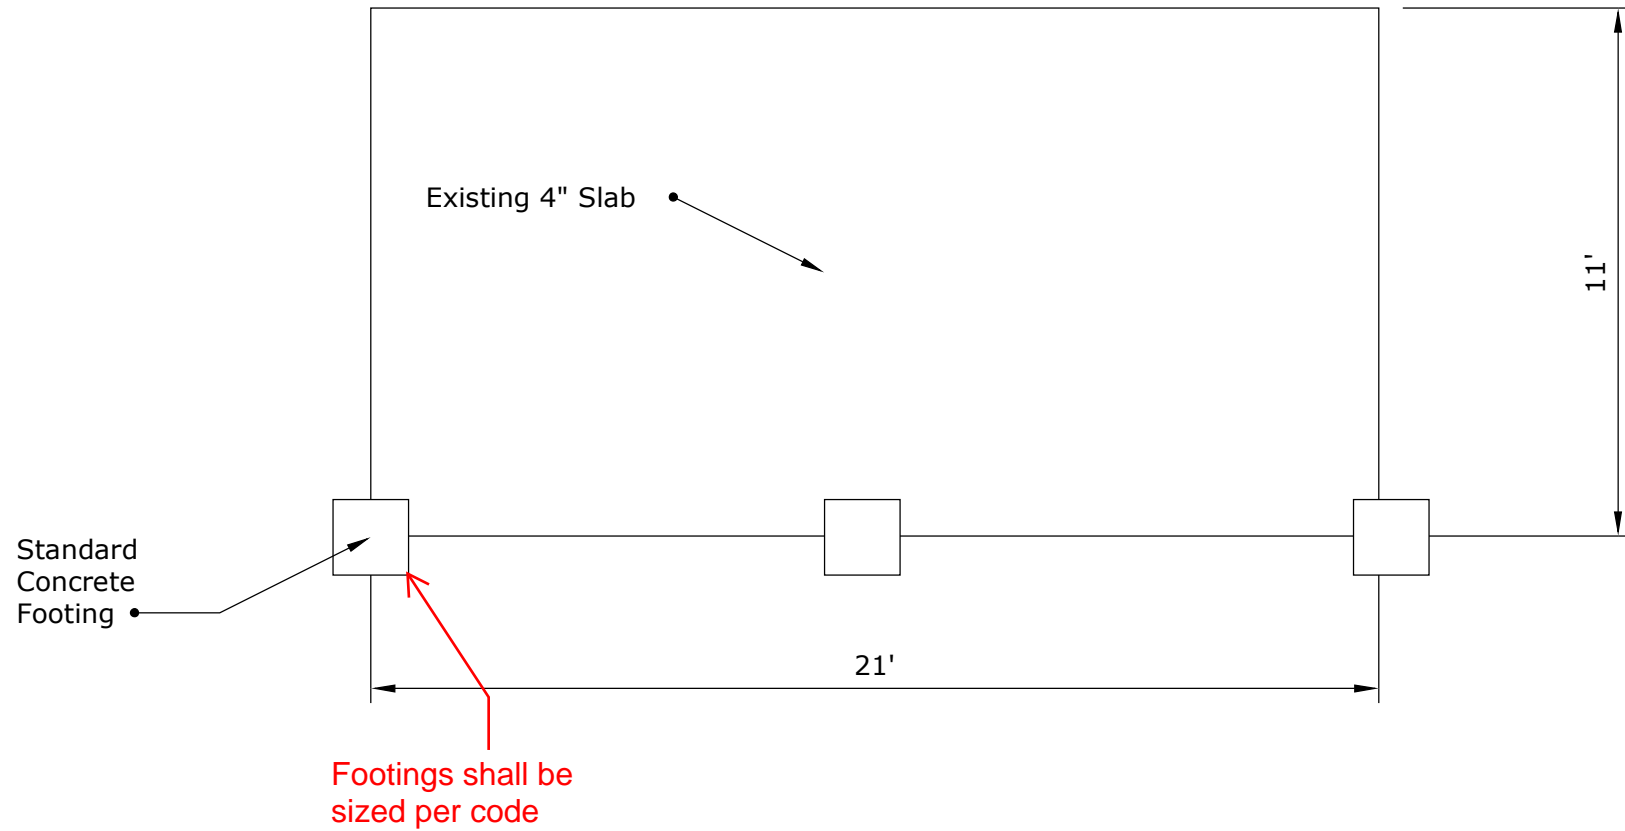 Existing 4" Slab
11'
Standard
Concrete
Footing
21'
Footings shall be
sized per code